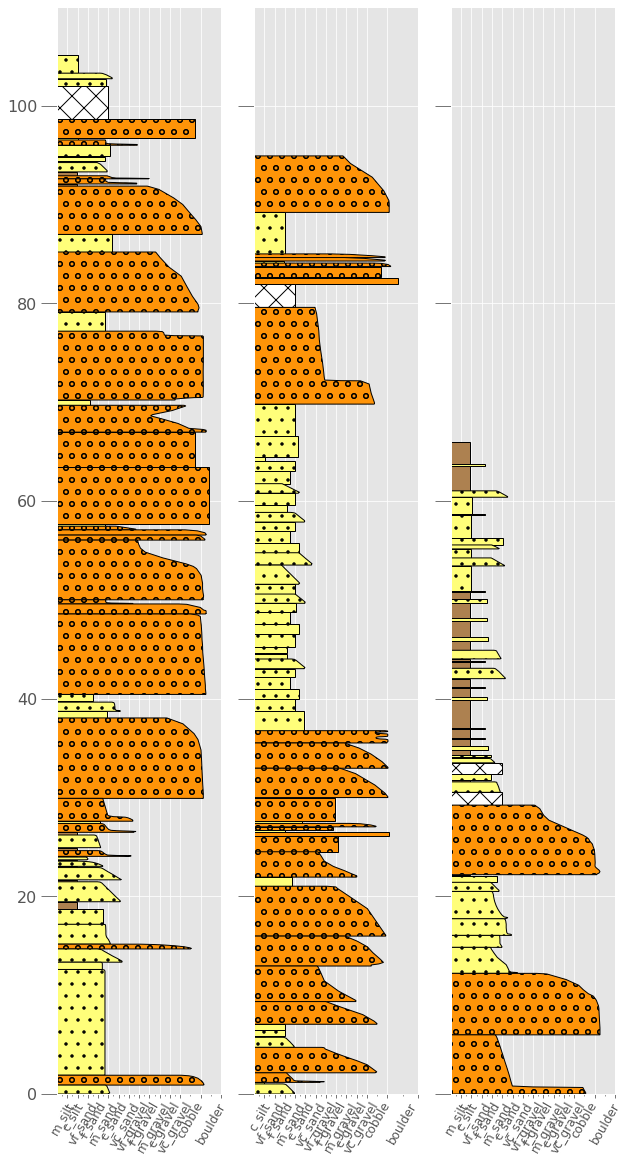 100
80
60
40
20
0
m_silt
c_silt
vf_sand
f_sand
m_sand
c_sand
vc_sand
vf_gravel
f_gravel
m_gravel
c_gravel
vc_gravel
cobble
boulder
c_silt
vf_sand
f_sand
m_sand
c_sand
vc_sand
vf_gravel
f_gravel
m_gravel
c_gravel
vc_gravel
cobble
boulder
m_silt
c_silt
vf_sand
f_sand
m_sand
c_sand
vc_sand
vf_gravel
f_gravel
m_gravel
c_gravel
vc_gravel
cobble
boulder